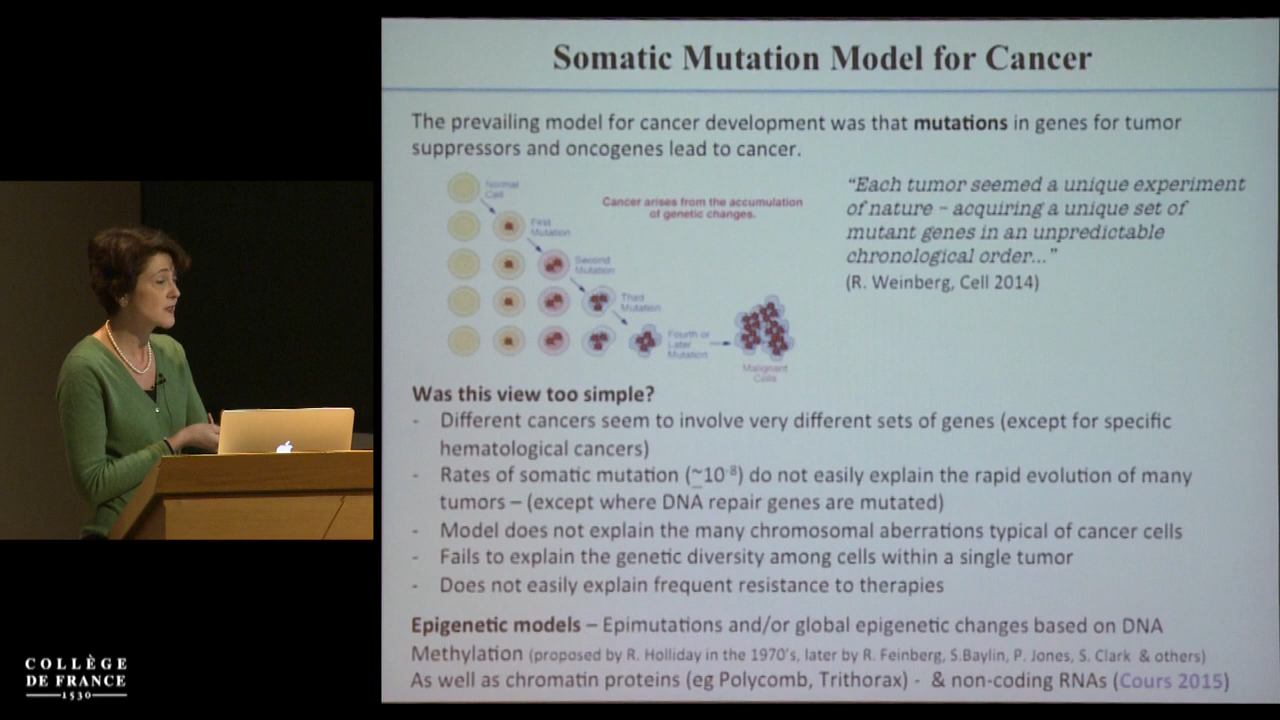 Somatic Mutation Model for Cancer
The prevailing model for cancer development was that mutations in genes for tumor
suppressors and oncogenes lead to cancer.
Normal
Cell
First
Mutation
Second
Mutation
Third
Mutation
Fourth or
Later
Mutation
Malignant
Cells
Cancer arises from the accumulation
of genetic changes.
“Each tumor seemed a unique experiment
of nature – acquiring a unique set of
mutant genes in an unpredictable
chronological order…”
(R. Weinberg, Cell 2014)
Was this view too simple?
- Different cancers seem to involve very different sets of genes (except for specific
hematological cancers)
- Rates of somatic mutation (~10⁻⁸) do not easily explain the rapid evolution of many
tumors – (except where DNA repair genes are mutated)
- Model does not explain the many chromosomal aberrations typical of cancer cells
- Fails to explain the genetic diversity among cells within a single tumor
- Does not easily explain frequent resistance to therapies
Epigenetic models – Epimutations and/or global epigenetic changes based on DNA
Methylation (proposed by R. Holliday in the 1970's, later by R. Feinberg, S.Baylin, P. Jones, S. Clark & others)
As well as chromatin proteins (eg Polycomb, Trithorax) - & non-coding RNAs (Cours 2015)
COLLÈGE
DE FRANCE
1530